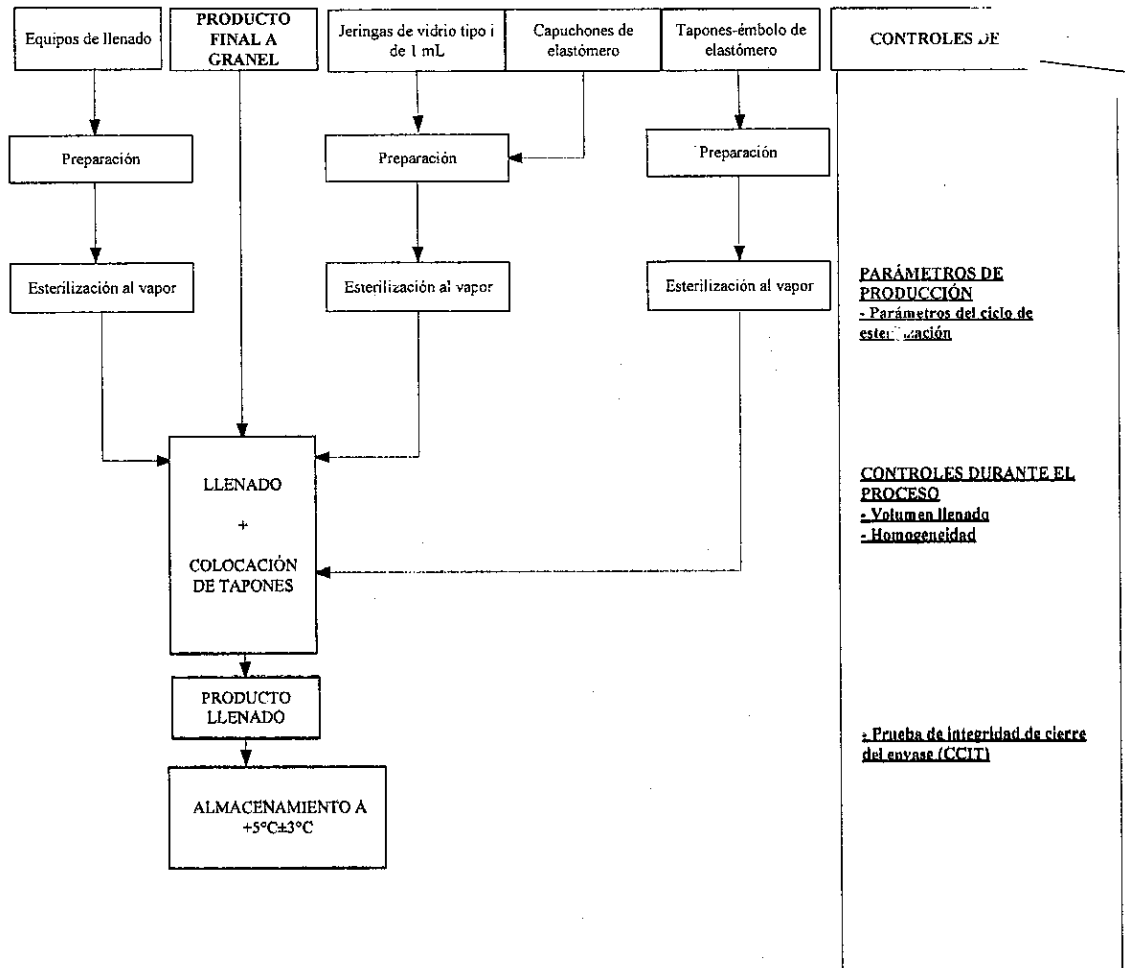 Equipos de llenado
PRODUCTO
FINAL A
GRANEL
Jeringas de vidrio tipo i
de 1 mL
Capuchones de
elastómero
Tapones-émbolo de
elastómero
CONTROLES DE
Preparación
Preparación
Preparación
Esterilización al vapor
Esterilización al vapor
Esterilización al vapor
PARÁMETROS DE
PRODUCCIÓN
- Parámetros del ciclo de
LLENADO
+
COLOCACIÓN
DE TAPONES
CONTROLES DURANTE EL
PROCESO
- Volumen llenado
- Homogeneidad
PRODUCTO
LLENADO
- Prueba de integridad de cierre
del envase (CCIT)
ALMACENAMIENTO A
+5°C±3°C